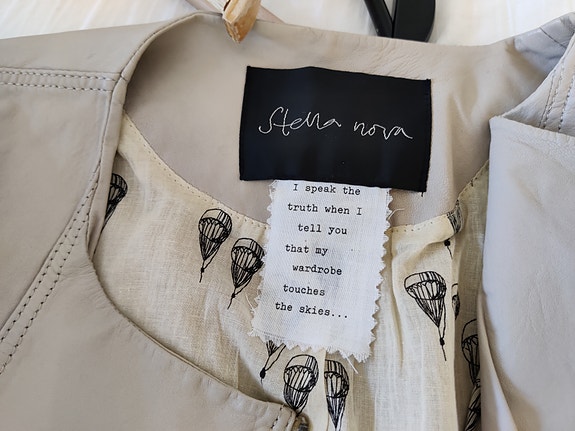 stella nova
I speak the
truth when I
tell you
that my
wardrobe
touches
the skies...